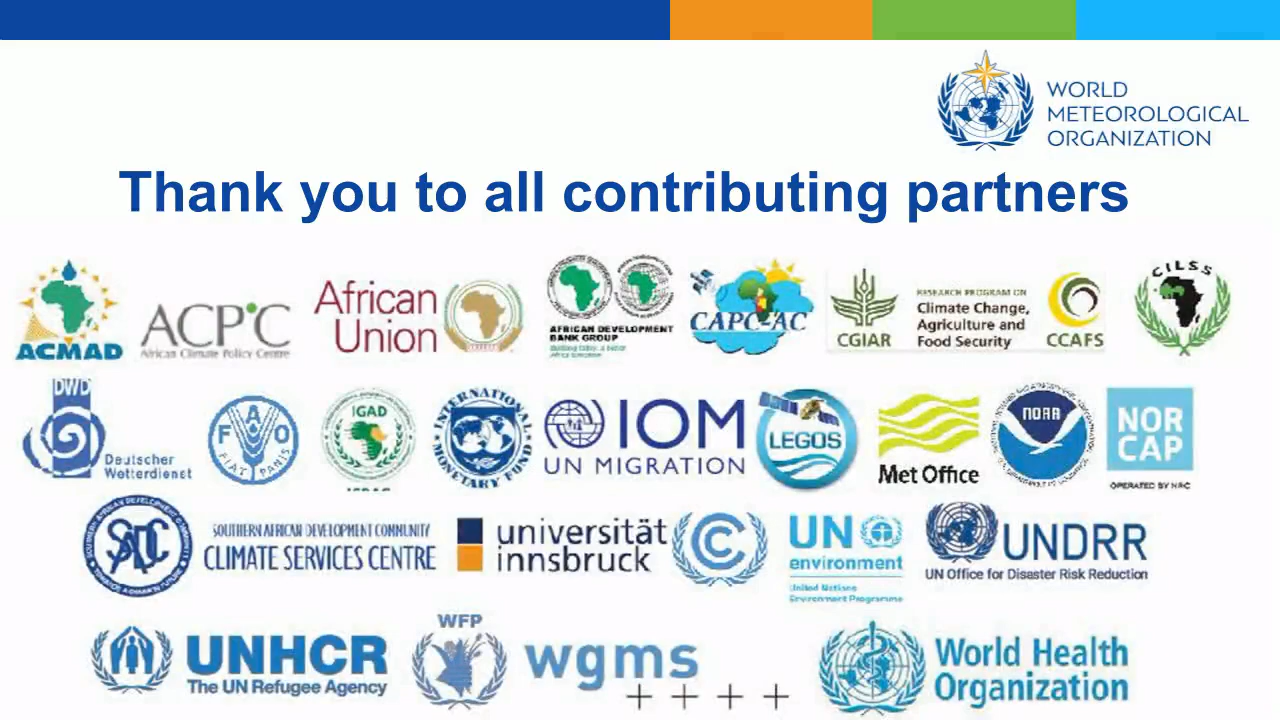 WORLD
METEOROLOGICAL
ORGANIZATION
Thank you to all contributing partners
ACMAD
ACPC
African Climate Policy Centre
African
Union
AFRICAN DEVELOPMENT
BANK GROUP
CAPC-AC
CGIAR
RESEARCH PROGRAM ON
Climate Change,
Agriculture and
Food Security
CCAFS
CILSS
DWD
Deutscher
Wetterdienst
FAO
FIAT PANIS
IGAD
INTERNATIONAL
MONETARY FUND
IOM
UN MIGRATION
LEGOS
Met Office
NOAA
NOR
CAP
OPERATED BY NRC
SADC
SOUTHERN AFRICAN DEVELOPMENT COMMUNITY
CLIMATE SERVICES CENTRE
universität
innsbruck
UN
environment
United Nations
Environment Programme
UNDRR
UN Office for Disaster Risk Reduction
UNHCR
The UN Refugee Agency
WFP
wgms
World Health
Organization